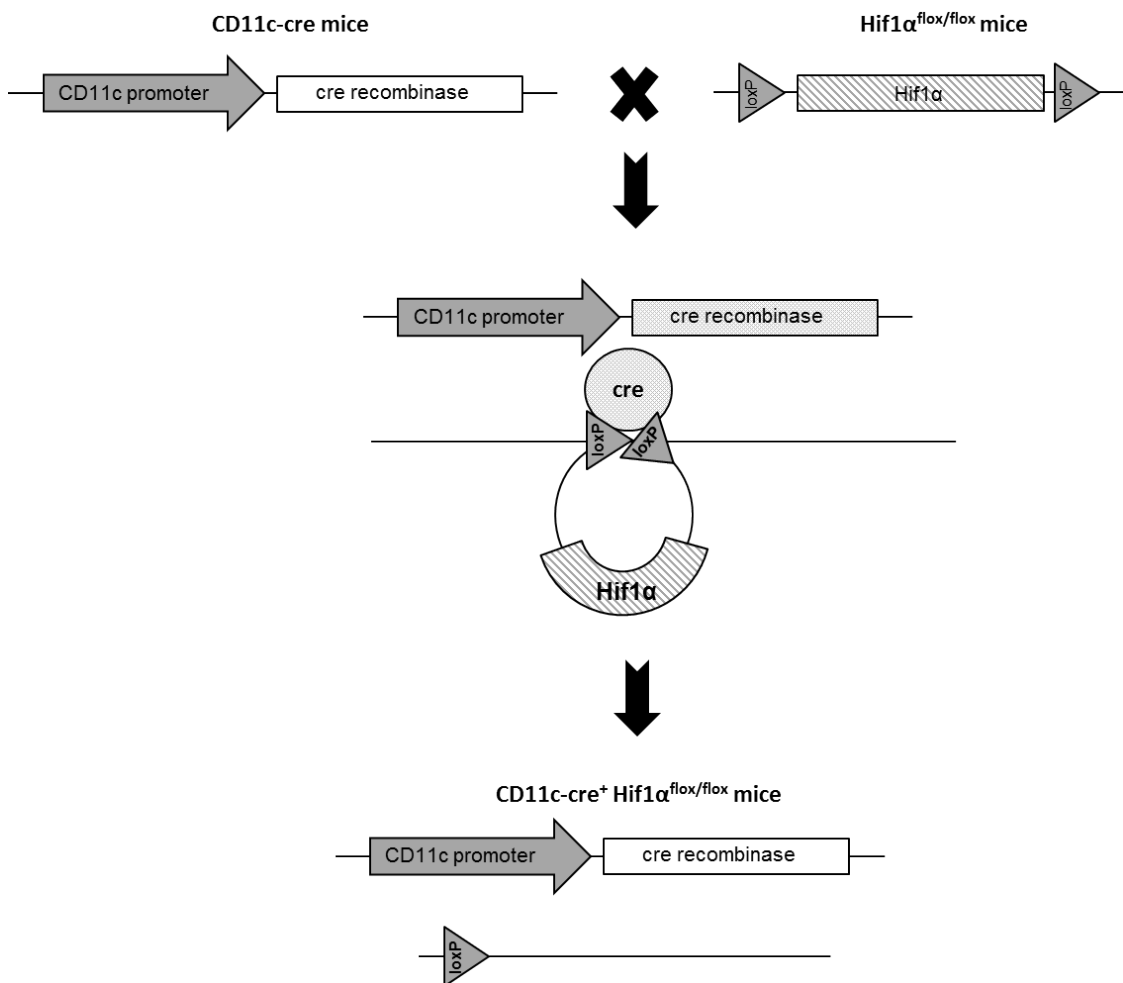 CD11c-cre mice
Hif1α^flox/flox mice
CD11c promoter
cre recombinase
loxP
Hif1α
loxP
CD11c promoter
cre recombinase
cre
loxP
loxP
Hif1α
CD11c-cre⁺ Hif1α^flox/flox mice
CD11c promoter
cre recombinase
loxP